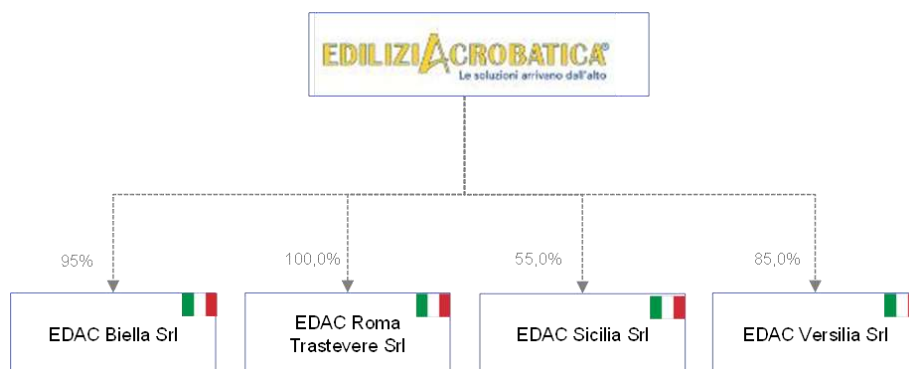 EDILIZIACROBATICA®
Le soluzioni arrivano dall'alto
95%
100,0%
55,0%
85,0%
EDAC Biella Srl
EDAC Roma
Trastevere Srl
EDAC Sicilia Srl
EDAC Versilia Srl